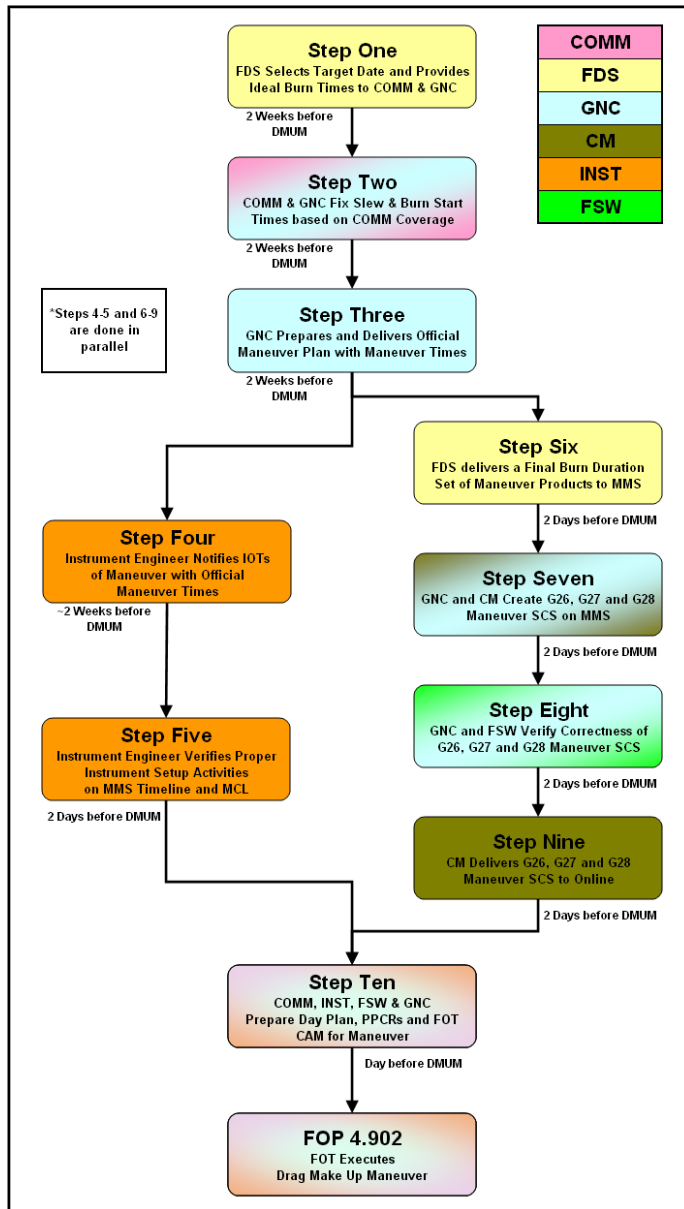 Step One
FDS Selects Target Date and Provides
Ideal Burn Times to COMM & GNC
COMM
FDS
GNC
CM
INST
FSW
2 Weeks before
DMUM
Step Two
COMM & GNC Fix Slew & Burn Start
Times based on COMM Coverage
2 Weeks before
DMUM
*Steps 4-5 and 6-9
are done in
parallel
Step Three
GNC Prepares and Delivers Official
Maneuver Plan with Maneuver Times
2 Weeks before
DMUM
Step Four
Instrument Engineer Notifies IOTs
of Maneuver with Official
Maneuver Times
~2 Weeks before
DMUM
Step Five
Instrument Engineer Verifies Proper
Instrument Setup Activities
on MMS Timeline and MCL
2 Days before DMUM
Step Six
FDS delivers a Final Burn Duration
Set of Maneuver Products to MMS
2 Days before DMUM
Step Seven
GNC and CM Create G26, G27 and G28
Maneuver SCS on MMS
2 Days before DMUM
Step Eight
GNC and FSW Verify Correctness of
G26, G27 and G28 Maneuver SCS
2 Days before DMUM
Step Nine
CM Delivers G26, G27 and G28
Maneuver SCS to Online
2 Days before DMUM
Step Ten
COMM, INST, FSW & GNC
Prepare Day Plan, PPCRs and FOT
CAM for Maneuver
Day before DMUM
FOP 4.902
FOT Executes
Drag Make Up Maneuver